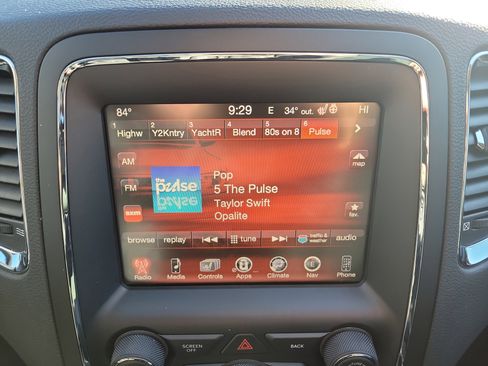 84° 9:29 E 34° out. HI
1 Highw 2 Y2Kntry 3 YachtR 4 Blend 5 80s on 8 6 Pulse
AM
map
the pulse
Pop
5 The Pulse
FM
Taylor Swift
sxm
Opalite
fav.
browse replay tune traffic & weather audio
Radio Media Controls Apps Climate Nav Phone
SCREEN OFF
BACK